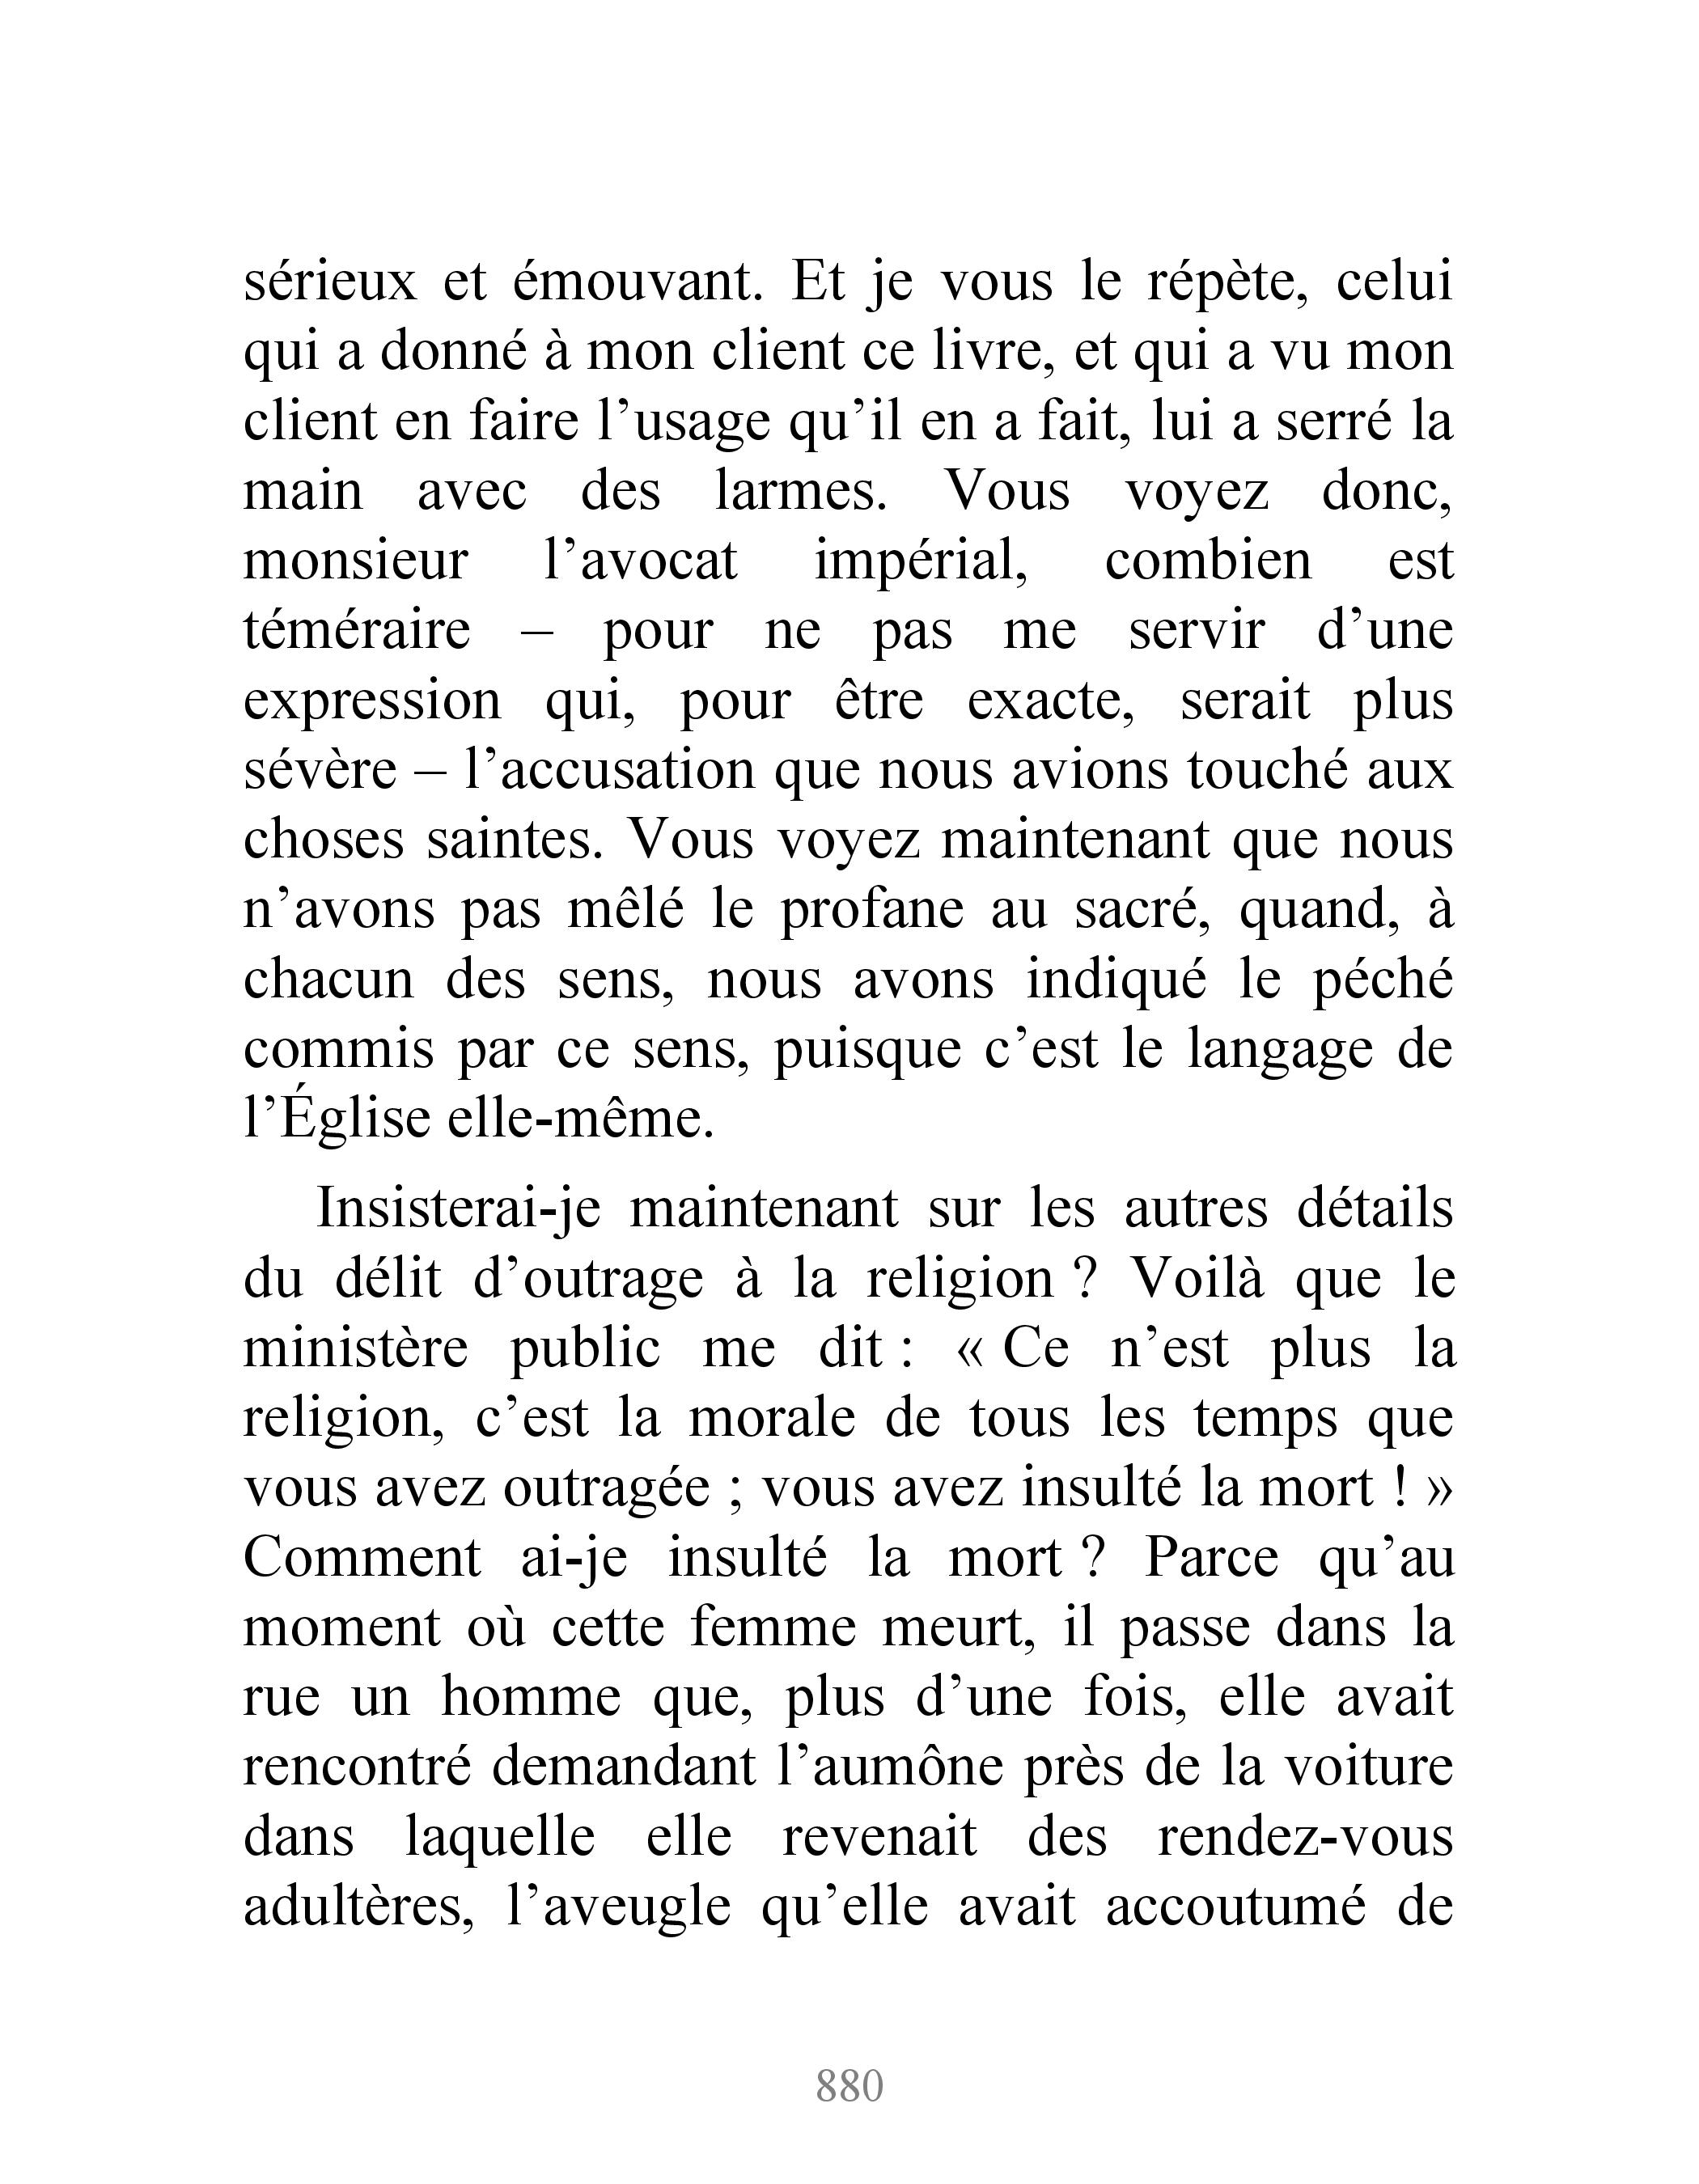 sérieux et émouvant. Et je vous le répète, celui
qui a donné à mon client ce livre, et qui a vu mon
client en faire l’usage qu’il en a fait, lui a serré la
main avec des larmes. Vous voyez donc,
monsieur l’avocat impérial, combien est
téméraire – pour ne pas me servir d’une
expression qui, pour être exacte, serait plus
sévère – l’accusation que nous avions touché aux
choses saintes. Vous voyez maintenant que nous
n’avons pas mêlé le profane au sacré, quand, à
chacun des sens, nous avons indiqué le péché
commis par ce sens, puisque c’est le langage de
l’Église elle-même.
Insisterai-je maintenant sur les autres détails
du délit d’outrage à la religion ? Voilà que le
ministère public me dit : « Ce n’est plus la
religion, c’est la morale de tous les temps que
vous avez outragée ; vous avez insulté la mort ! »
Comment ai-je insulté la mort ? Parce qu’au
moment où cette femme meurt, il passe dans la
rue un homme que, plus d’une fois, elle avait
rencontré demandant l’aumône près de la voiture
dans laquelle elle revenait des rendez-vous
adultères, l’aveugle qu’elle avait accoutumé de
880